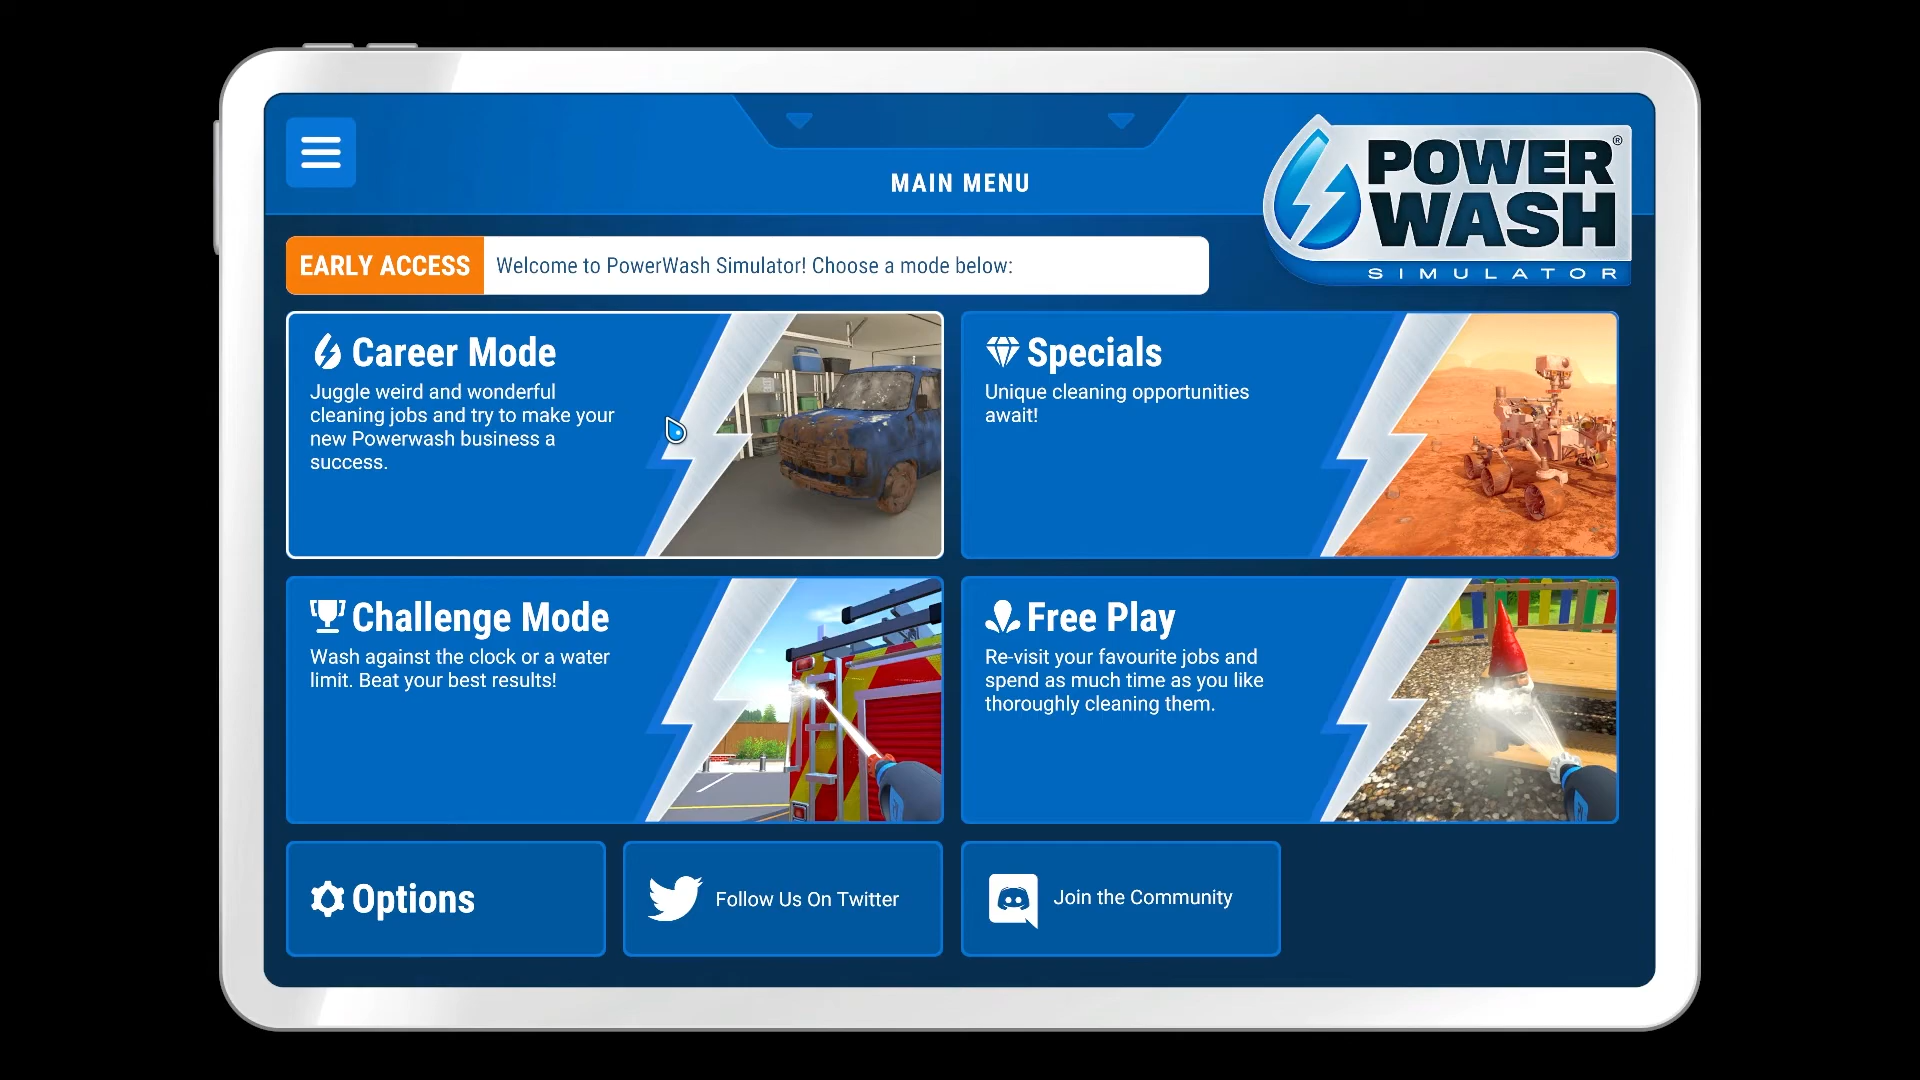 MAIN MENU
POWER
WASH®
SIMULATOR
EARLY ACCESS Welcome to PowerWash Simulator! Choose a mode below:
Career Mode
Juggle weird and wonderful
cleaning jobs and try to make your
new Powerwash business a
success.
Specials
Unique cleaning opportunities
await!
Challenge Mode
Wash against the clock or a water
limit. Beat your best results!
Free Play
Re-visit your favourite jobs and
spend as much time as you like
thoroughly cleaning them.
Options
Follow Us On Twitter
Join the Community